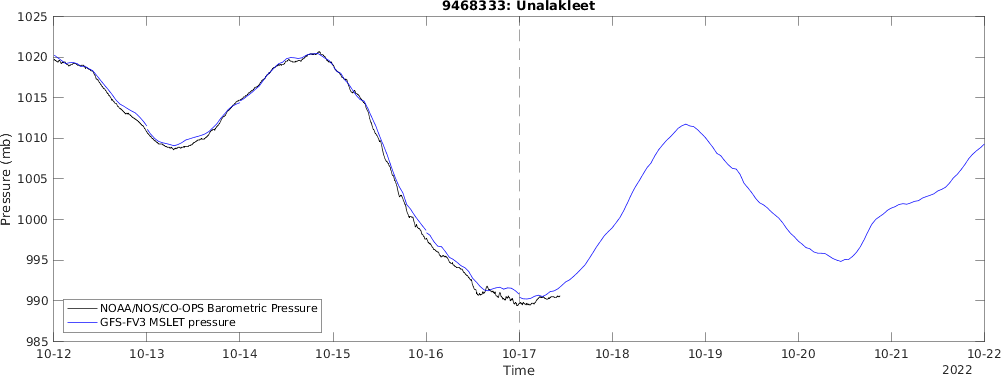 9468333: Unalakleet
1025
1020
1015
1010
1005
1000
995
990
985
Pressure (mb)
NOAA/NOS/CO-OPS Barometric Pressure
GFS-FV3 MSLET pressure
10-12 10-13 10-14 10-15 10-16 10-17 10-18 10-19 10-20 10-21 10-22
Time
2022